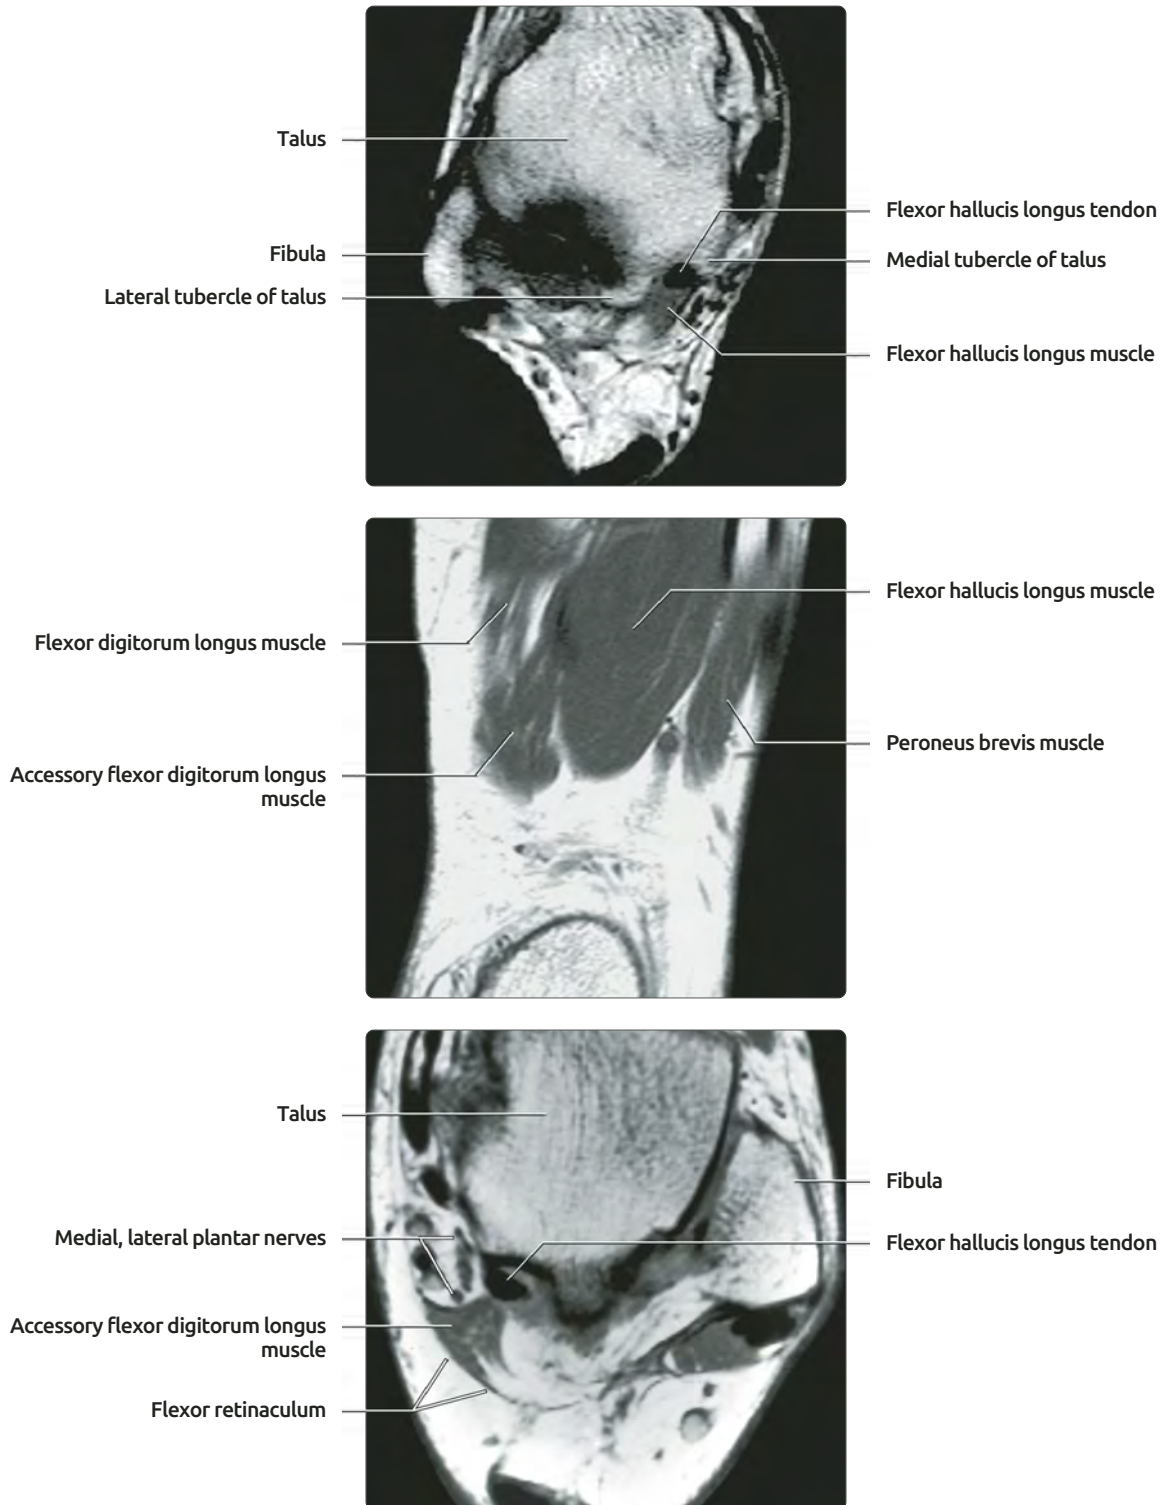 Talus
Fibula
Lateral tubercle of talus
Flexor hallucis longus tendon
Medial tubercle of talus
Flexor hallucis longus muscle
Flexor digitorum longus muscle
Accessory flexor digitorum longus
muscle
Flexor hallucis longus muscle
Peroneus brevis muscle
Talus
Medial, lateral plantar nerves
Accessory flexor digitorum longus
muscle
Flexor retinaculum
Fibula
Flexor hallucis longus tendon